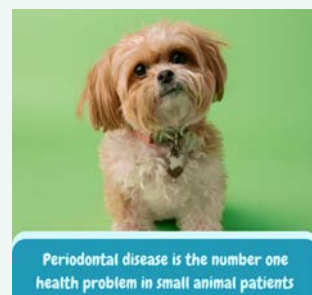 Periodontal disease is the number one
health problem in small animal patients